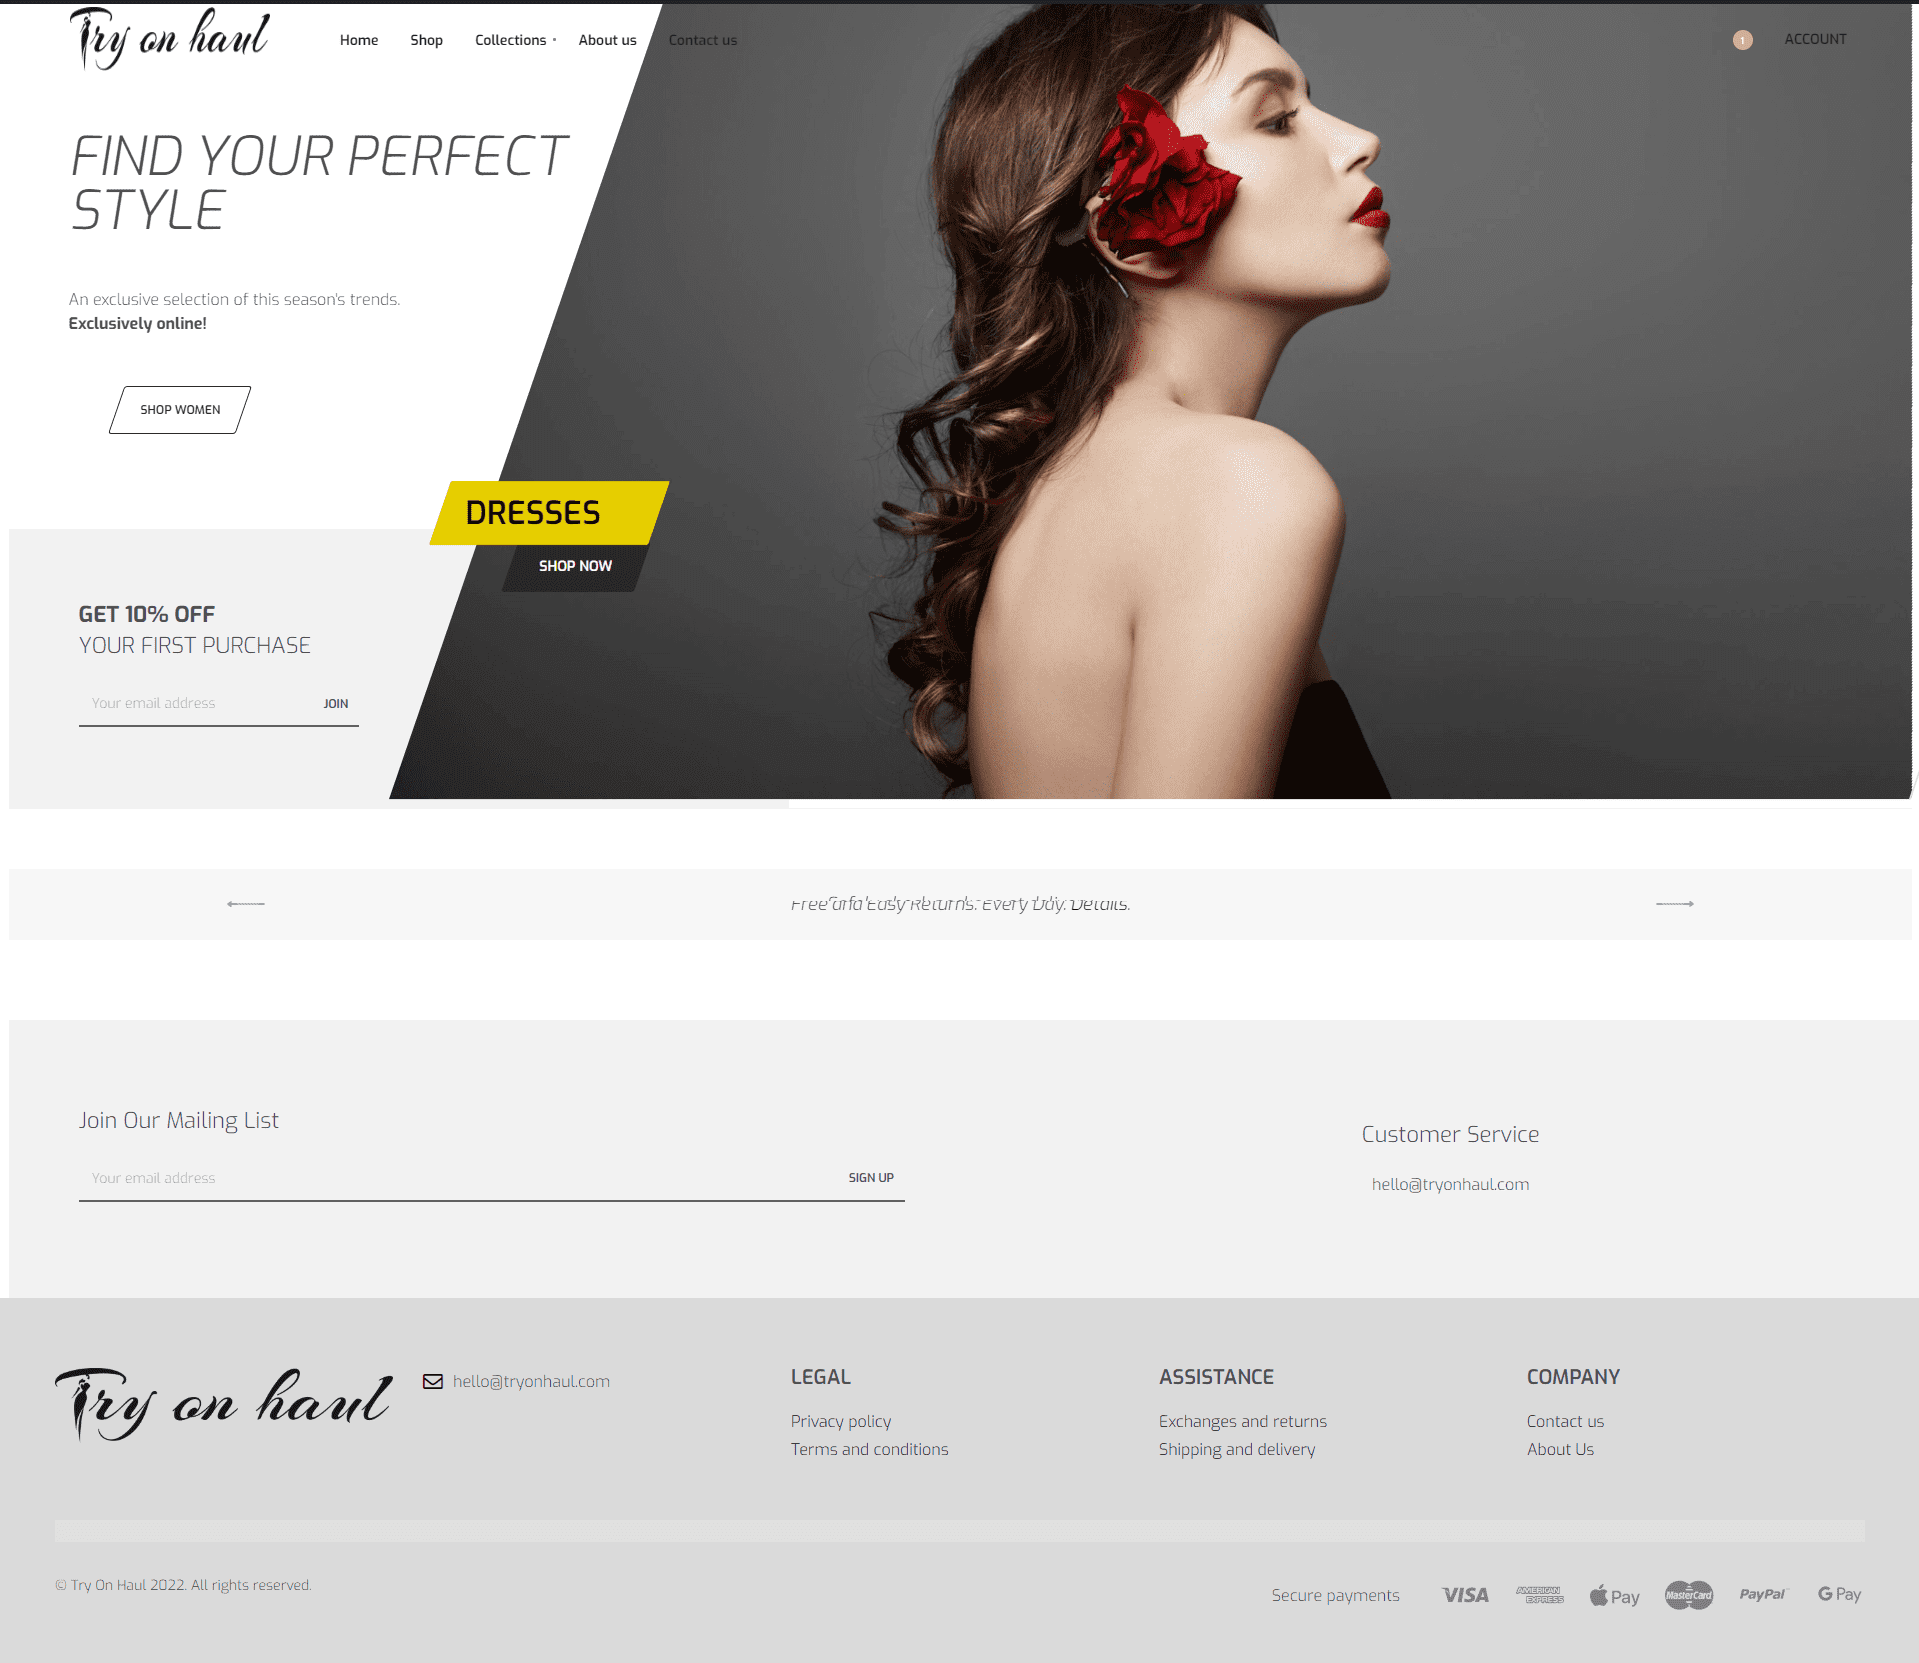 Try on haul
Home Shop Collections About us Contact us
1 ACCOUNT
FIND YOUR PERFECT
STYLE
An exclusive selection of this season's trends.
Exclusively online!
SHOP WOMEN
DRESSES
SHOP NOW
GET 10% OFF
YOUR FIRST PURCHASE
Your email address JOIN
Free and Easy Returns. Every Day. Details.
Join Our Mailing List
Your email address SIGN UP
Customer Service
hello@tryonhaul.com
Try on haul
hello@tryonhaul.com
LEGAL
Privacy policy
Terms and conditions
ASSISTANCE
Exchanges and returns
Shipping and delivery
COMPANY
Contact us
About Us
© Try On Haul 2022. All rights reserved.
Secure payments VISA AMERICAN EXPRESS Pay MasterCard PayPal G Pay